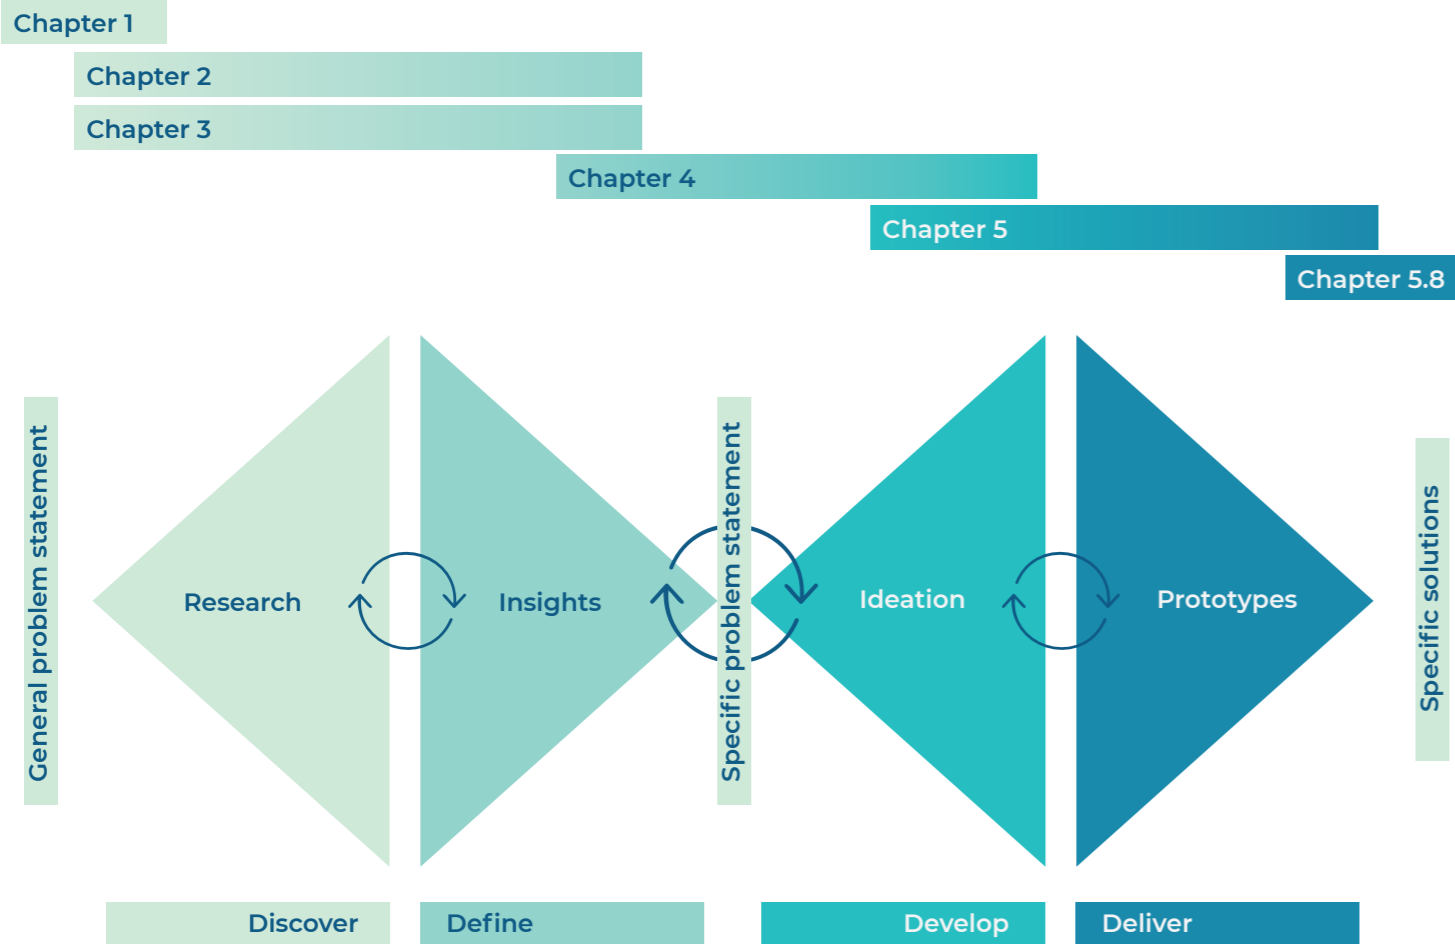 Chapter 1
Chapter 2
Chapter 3
Chapter 4
Chapter 5
Chapter 5.8
General problem statement
Research
Insights
Specific problem statement
Ideation
Prototypes
Specific solutions
Discover
Define
Develop
Deliver